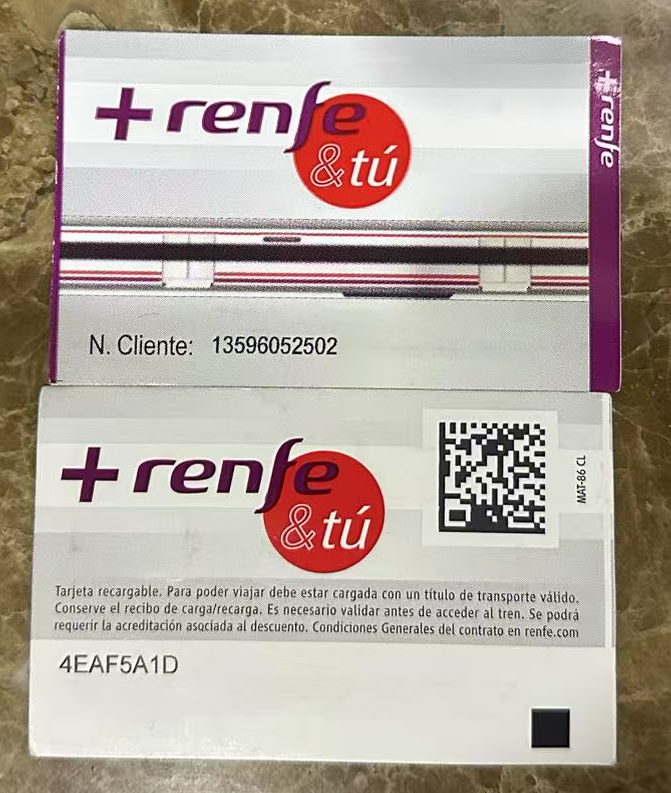 + renfe
&tú
+renfe
N. Cliente: 13596052502
+ renfe
&tú
MAT-86 CL
Tarjeta recargable. Para poder viajar debe estar cargada con un título de transporte válido.
Conserve el recibo de carga/recarga. Es necesario validar antes de acceder al tren. Se podrá
requerir la acreditación asociada al descuento. Condiciones Generales del contrato en renfe.com
4EAF5A1D